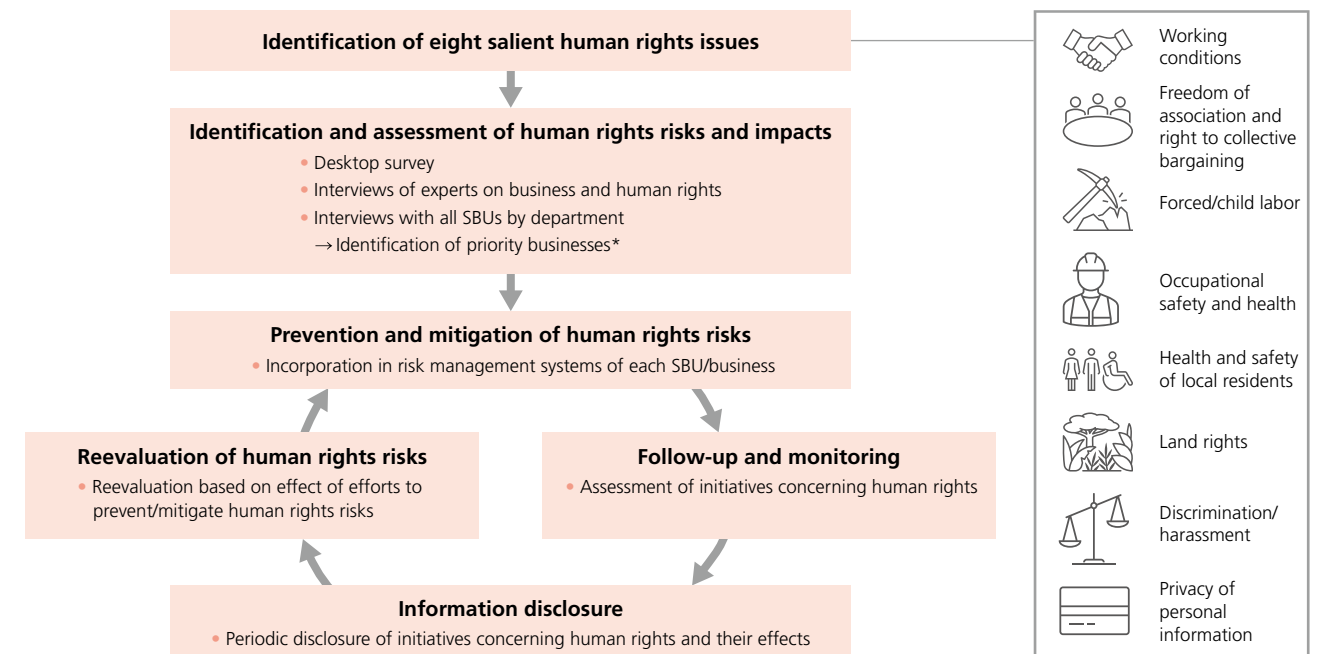 Identification of eight salient human rights issues
Identification and assessment of human rights risks and impacts
• Desktop survey
• Interviews of experts on business and human rights
• Interviews with all SBUs by department
→ Identification of priority businesses*
Prevention and mitigation of human rights risks
• Incorporation in risk management systems of each SBU/business
Reevaluation of human rights risks
• Reevaluation based on effect of efforts to
prevent/mitigate human rights risks
Follow-up and monitoring
• Assessment of initiatives concerning human rights
Information disclosure
• Periodic disclosure of initiatives concerning human rights and their effects
Working
conditions
Freedom of
association and
right to collective
bargaining
Forced/child labor
Occupational
safety and health
Health and safety
of local residents
Land rights
Discrimination/
harassment
Privacy of
personal
information